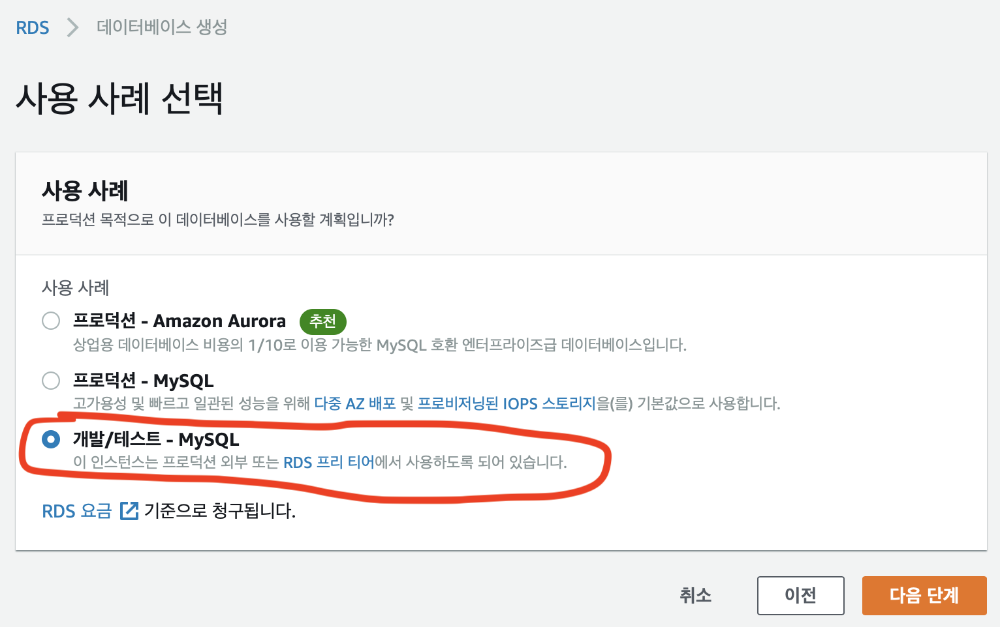 RDS > 데이터베이스 생성
사용 사례 선택
사용 사례
프로덕션 목적으로 이 데이터베이스를 사용할 계획입니까?
사용 사례
프로덕션 - Amazon Aurora 추천
상업용 데이터베이스 비용의 1/10로 이용 가능한 MySQL 호환 엔터프라이즈급 데이터베이스입니다.
프로덕션 - MySQL
고가용성 및 빠르고 일관된 성능을 위해 다중 AZ 배포 및 프로비저닝된 IOPS 스토리지을(를) 기본값으로 사용합니다.
개발/테스트 - MySQL
이 인스턴스는 프로덕션 외부 또는 RDS 프리 티어에서 사용하도록 되어 있습니다.
RDS 요금 기준으로 청구됩니다.
취소 이전 다음 단계